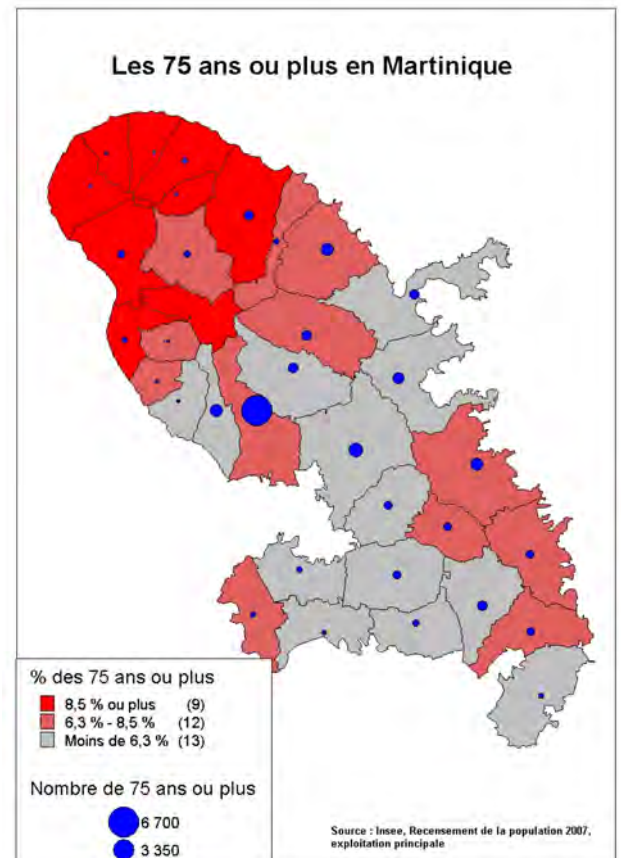 Les 75 ans ou plus en Martinique
% des 75 ans ou plus
8,5 % ou plus (9)
6,3 % - 8,5 % (12)
Moins de 6,3 % (13)
Nombre de 75 ans ou plus
6 700
3 350
Source : Insee, Recensement de la population 2007,
exploitation principale